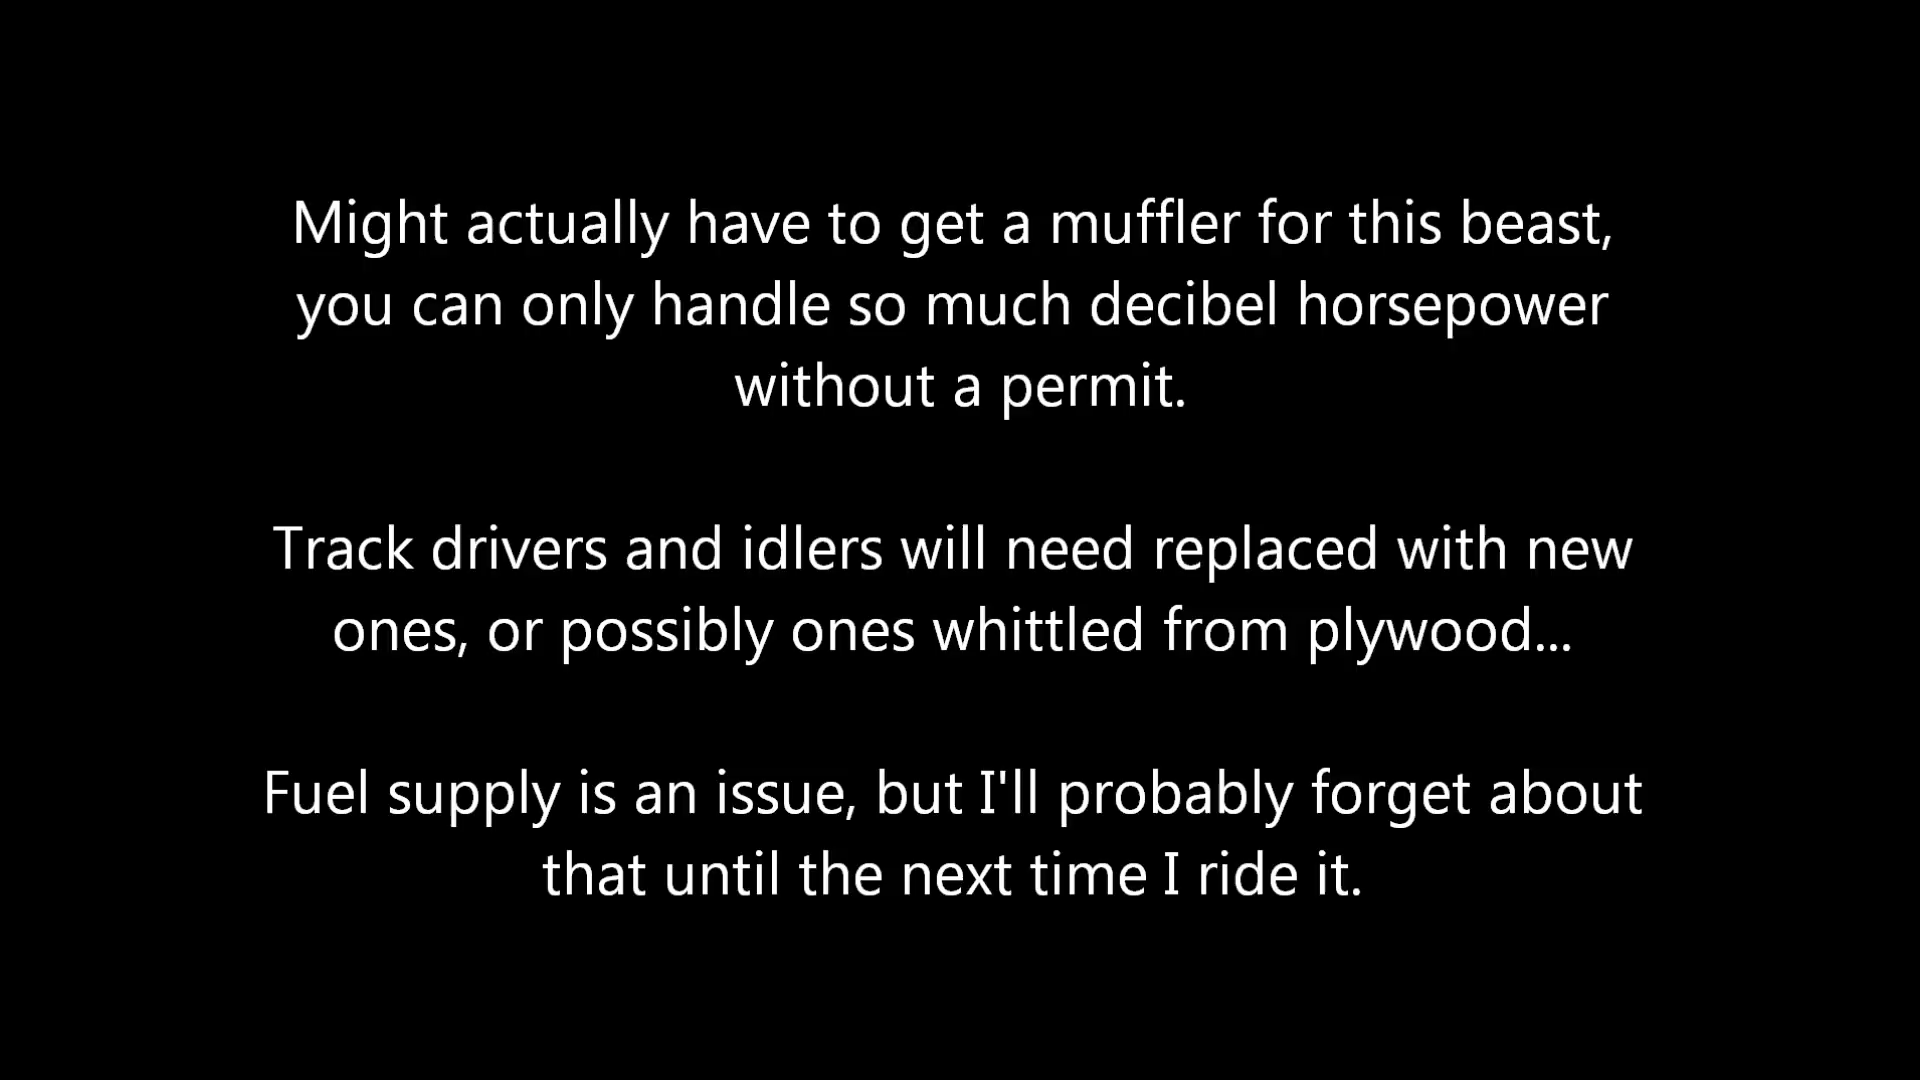 Might actually have to get a muffler for this beast,
you can only handle so much decibel horsepower
without a permit.
Track drivers and idlers will need replaced with new
ones, or possibly ones whittled from plywood...
Fuel supply is an issue, but I'll probably forget about
that until the next time I ride it.